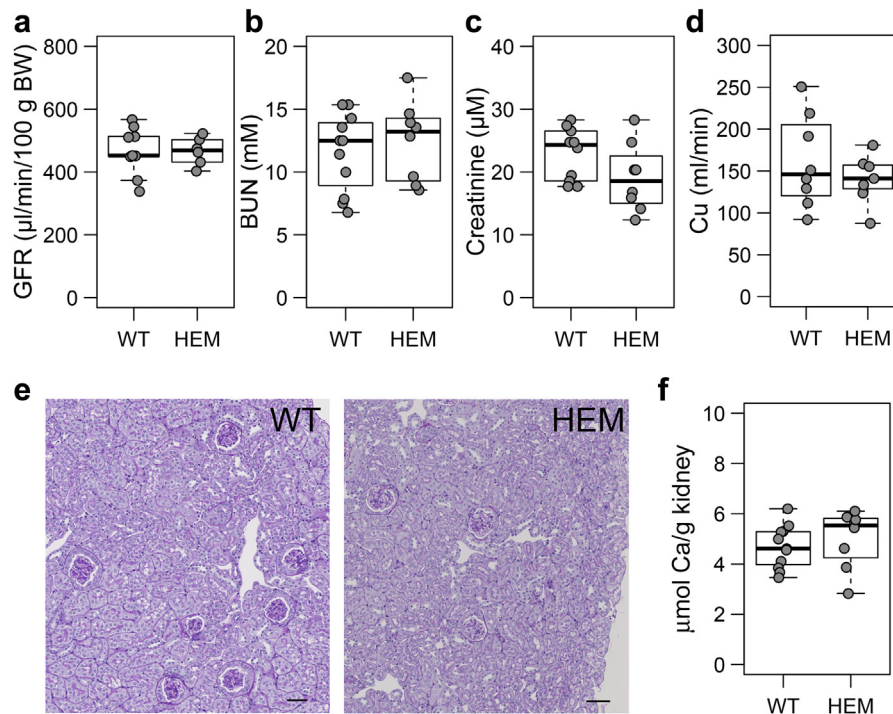 a
GFR (µl/min/100 g BW)
800
600
400
200
0
WT HEM
b
BUN (mM)
20
15
10
5
0
WT HEM
c
Creatinine (µM)
40
30
20
10
0
WT HEM
d
Cu (ml/min)
300
250
200
150
100
50
0
WT HEM
e
WT
HEM
f
µmol Ca/g kidney
10
8
6
4
2
0
WT HEM